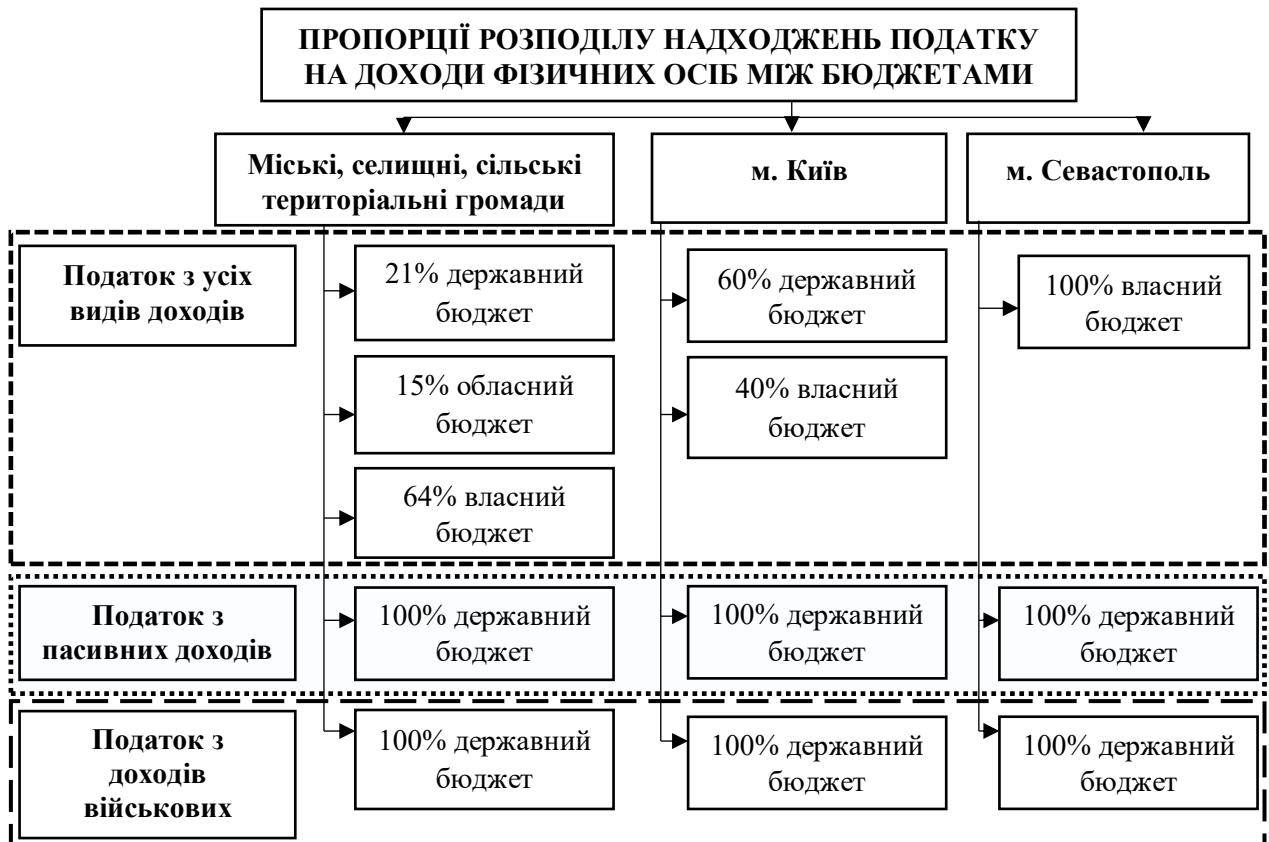 ПРОПОРЦІЇ РОЗПОДІЛУ НАДХОДЖЕНЬ ПОДАТКУ
НА ДОХОДИ ФІЗИЧНИХ ОСІБ МІЖ БЮДЖЕТАМИ
Міські, селищні, сільські
територіальні громади
м. Київ
м. Севастополь
Податок з усіх
видів доходів
21% державний
бюджет
60% державний
бюджет
100% власний
бюджет
15% обласний
бюджет
40% власний
бюджет
64% власний
бюджет
Податок з
пасивних доходів
100% державний
бюджет
100% державний
бюджет
100% державний
бюджет
Податок з
доходів
військових
100% державний
бюджет
100% державний
бюджет
100% державний
бюджет